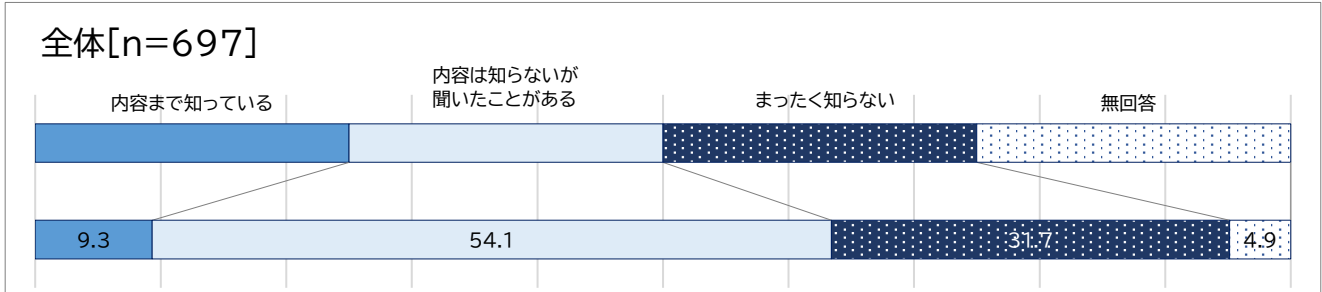 全体[n=697]
内容まで知っている
内容は知らないが
聞いたことがある
まったく知らない
無回答
9.3
54.1
31.7
4.9